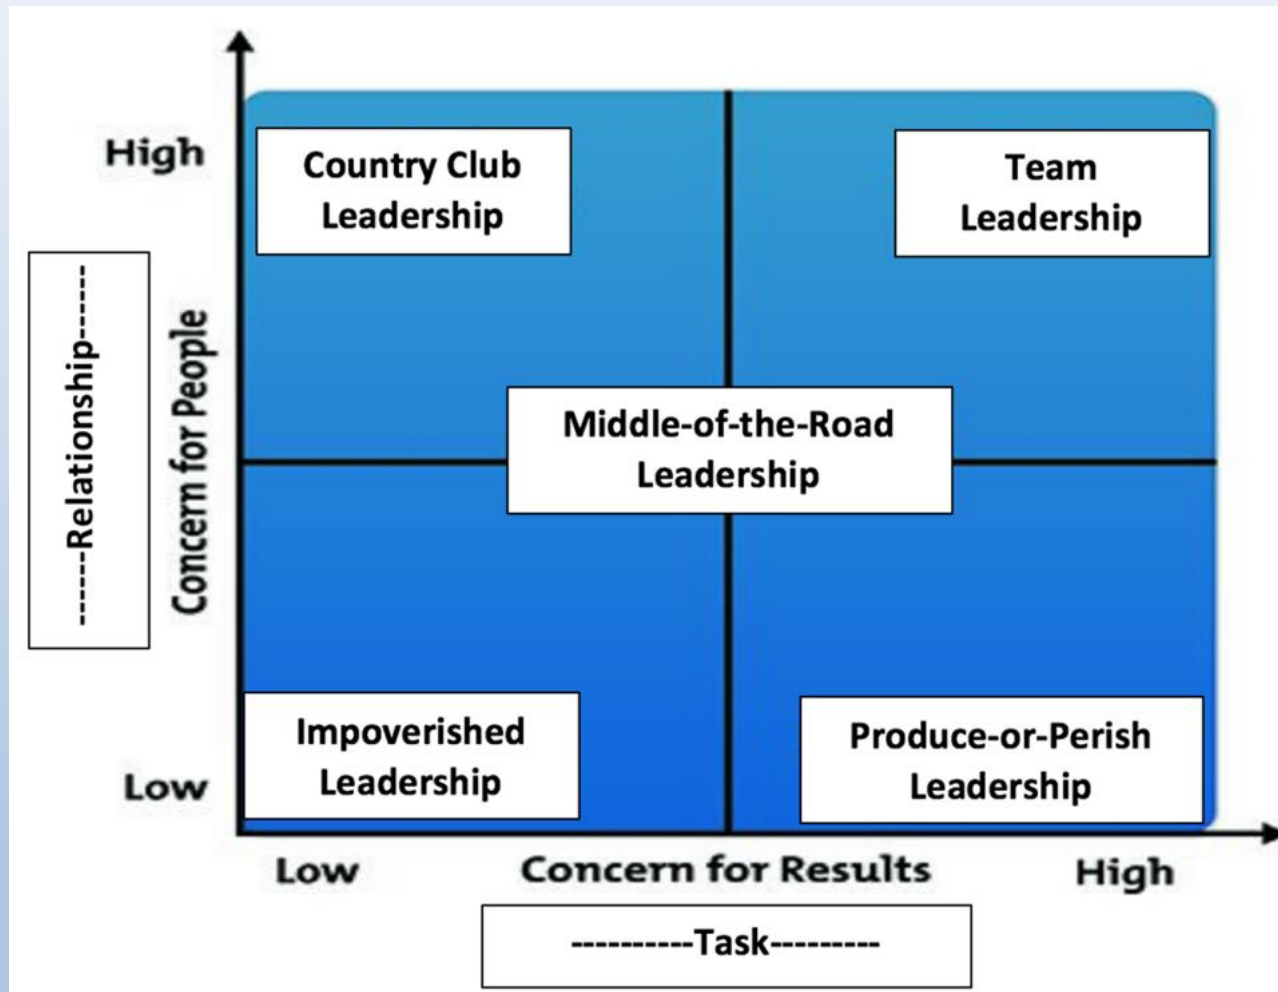 High
Country Club
Leadership
Team
Leadership
------Relationship------
Concern for People
Middle-of-the-Road
Leadership
Impoverished
Leadership
Produce-or-Perish
Leadership
Low
Low
Concern for Results
High
----------Task---------